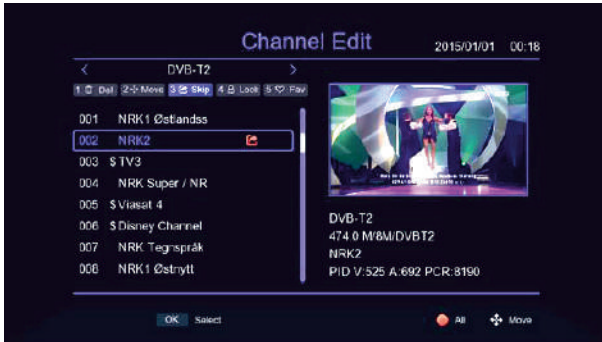 Channel Edit
2015/01/01 00:18
DVB-T2
1 Del 2 Move 3 Skip 4 Lock 5 Fav
001 NRK1 Østlandss
002 NRK2
003 $ TV3
004 NRK Super / NR
005 $ Viasat 4
006 $ Disney Channel
007 NRK Tegnspråk
008 NRK1 Østnytt
DVB-T2
474.0 M/8M/DVBT2
NRK2
PID V:525 A:692 PCR:8190
OK Select
All
Move